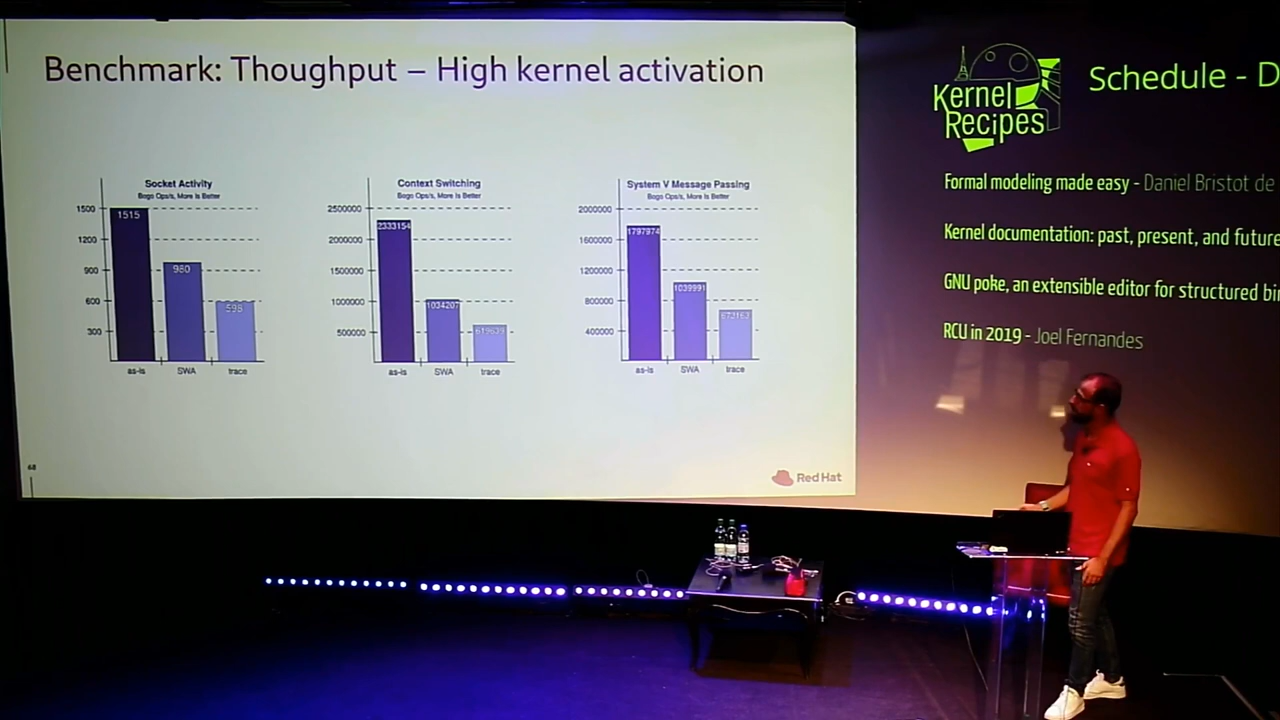 Benchmark: Thoughput – High kernel activation
Socket Activity
Bogo Ops/s, More Is Better
1500
1200
900
600
300
1515
980
598
as-is
SWA
trace
Context Switching
Bogo Ops/s, More Is Better
2500000
2000000
1500000
1000000
500000
2333154
1034207
619639
as-is
SWA
trace
System V Message Passing
Bogo Ops/s, More Is Better
2000000
1600000
1200000
800000
400000
1797974
1039991
as-is
SWA
trace
68
Red Hat
Kernel
Recipes
Schedule - D
Formal modeling made easy - Daniel Bristot de
Kernel documentation: past, present, and future
GNU poke, an extensible editor for structured bi
RCU in 2019 - Joel Fernandes